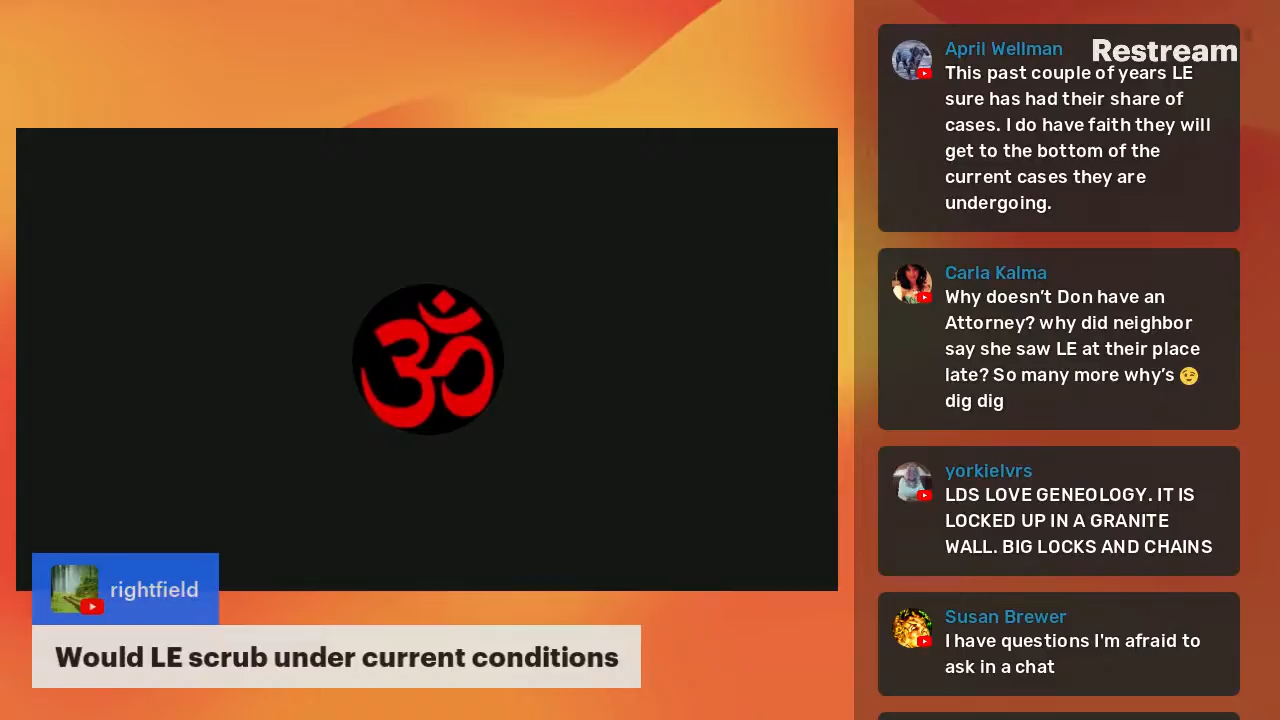 ॐ
rightfield
Would LE scrub under current conditions
Restream
April Wellman
This past couple of years LE
sure has had their share of
cases. I do have faith they will
get to the bottom of the
current cases they are
undergoing.
Carla Kalma
Why doesn’t Don have an
Attorney? why did neighbor
say she saw LE at their place
late? So many more why’s 😉
dig dig
yorkielvrs
LDS LOVE GENEOLOGY. IT IS
LOCKED UP IN A GRANITE
WALL. BIG LOCKS AND CHAINS
Susan Brewer
I have questions I'm afraid to
ask in a chat